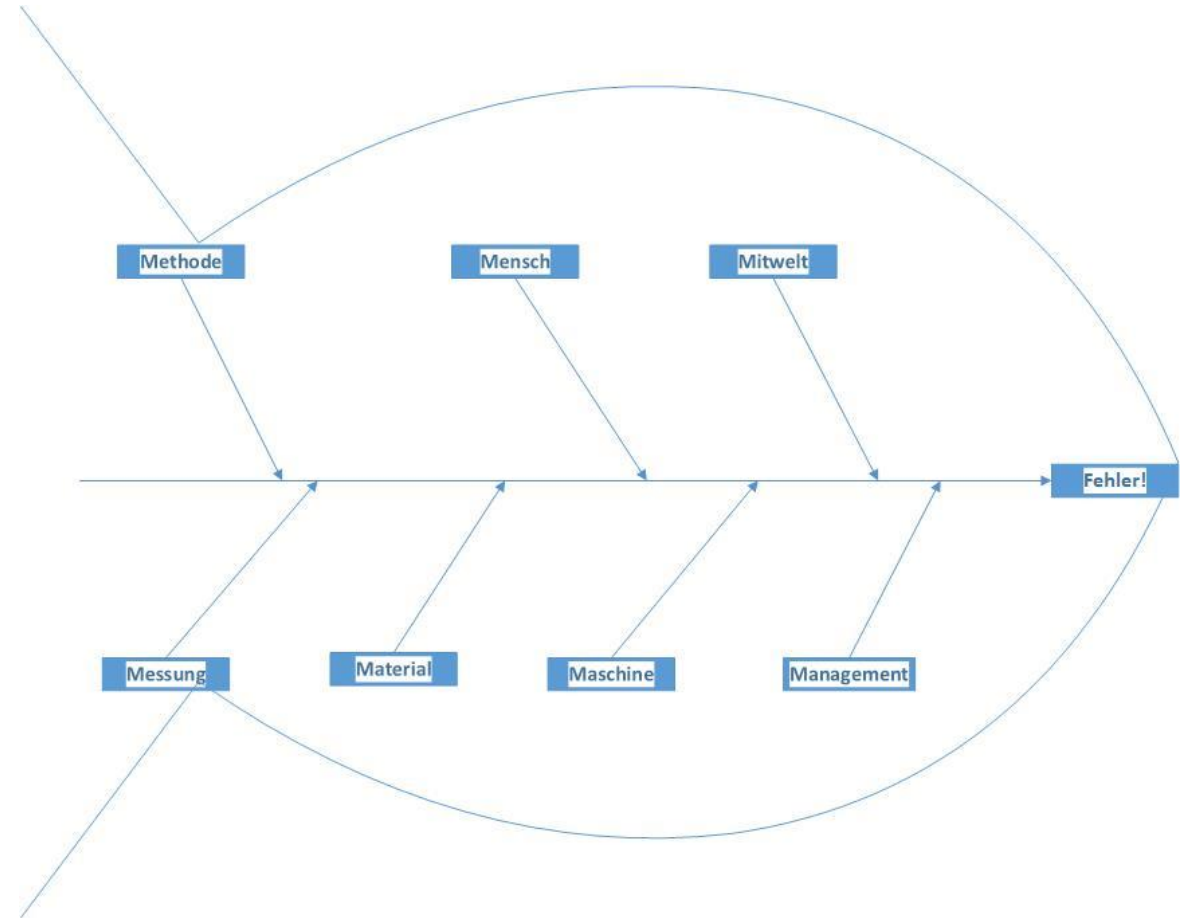 Methode
Mensch
Mitwelt
Fehler!
Messung
Material
Maschine
Management